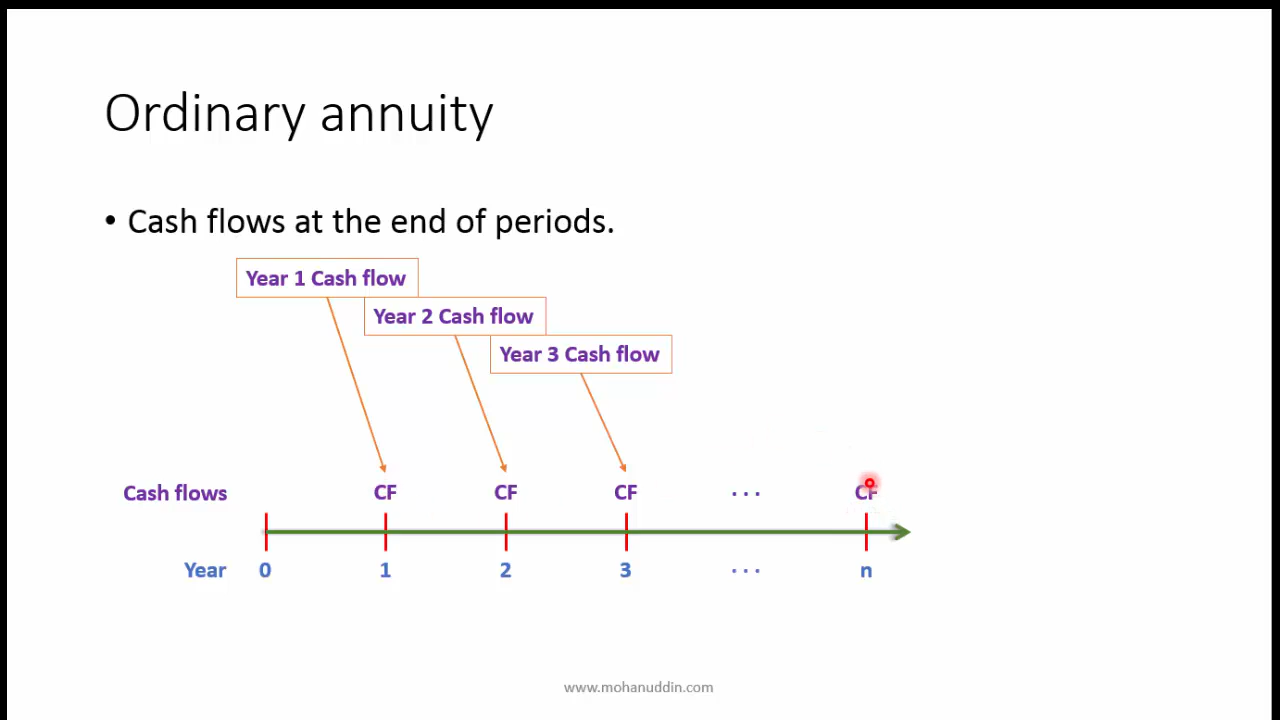 Ordinary annuity
• Cash flows at the end of periods.
Year 1 Cash flow
Year 2 Cash flow
Year 3 Cash flow
Cash flows CF CF CF ... CF
Year 0 1 2 3 ... n
www.mohanuddin.com